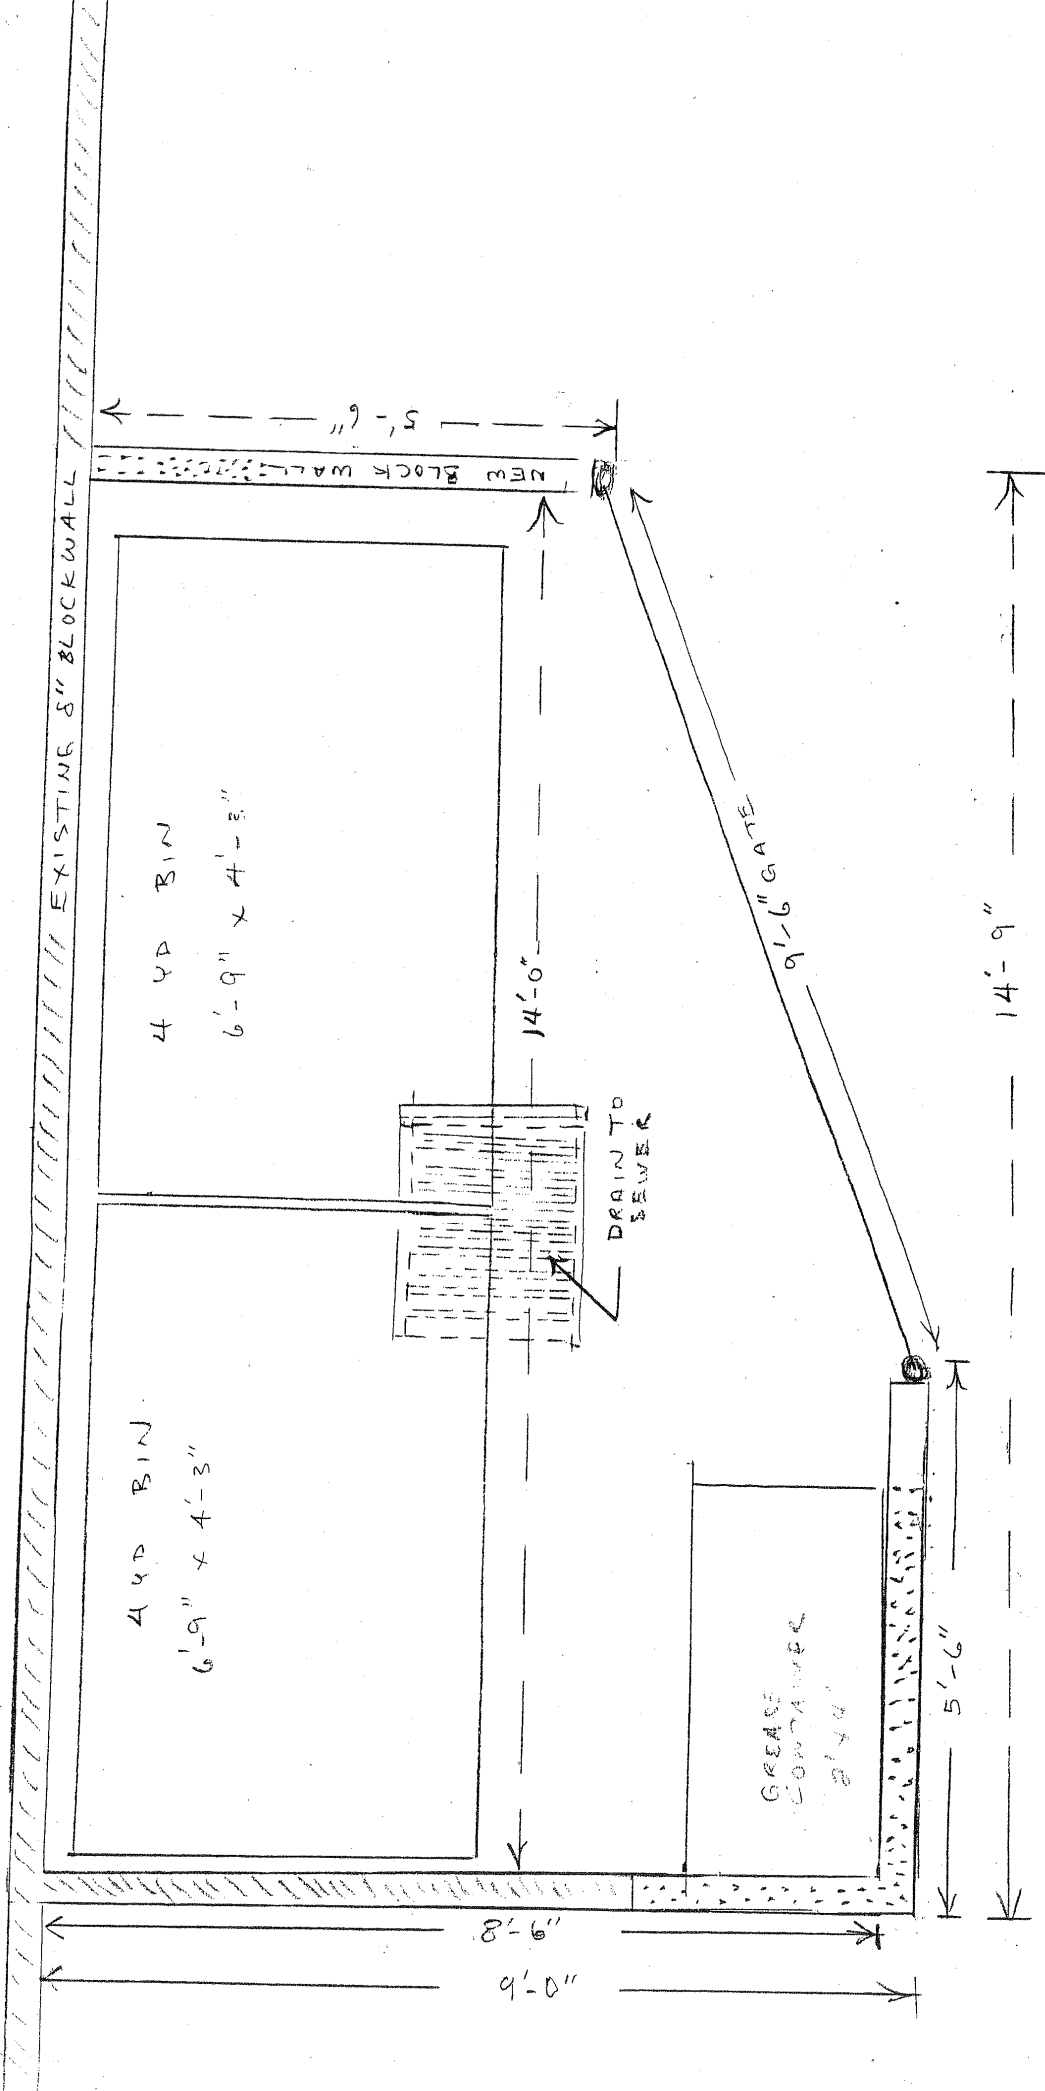 EXISTING 8" BLOCKWALL
NEW BLOCK WALL
5'-6"
4 YD BIN
6'-9" x 4'-3"
4 YD BIN
6'-9" x 4'-3"
14'-0"
DRAIN TO
SEWER
9'-6" GATE
14'-9"
GREASE
CONTAINER
5'-6"
8'-6"
9'-0"